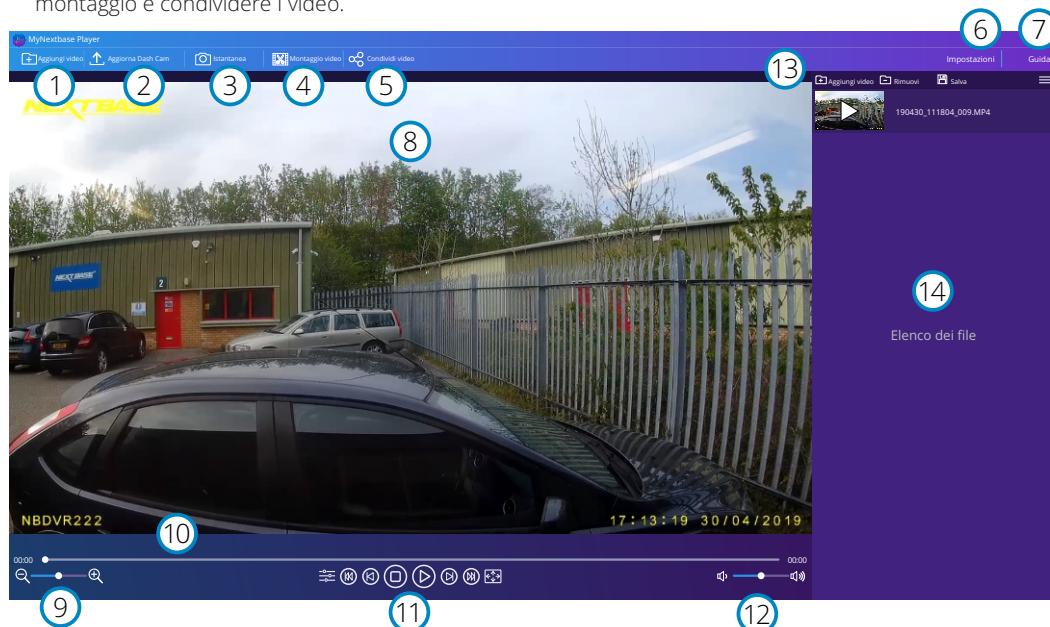 montaggio e condividere i video.
6
7
MyNextbase Player
Aggiungi video
Aggiorna Dash Cam
Istantanea
Montaggio video
Condividi video
Impostazioni
Guida
1
2
3
4
5
13
Aggiungi video
Rimuovi
Salva
NEXTBASE
190430_111804_009.MP4
8
NEXTBASE
2
14
Elenco dei file
NBDVR222
17:13:19 30/04/2019
10
00:00
00:00
9
11
12